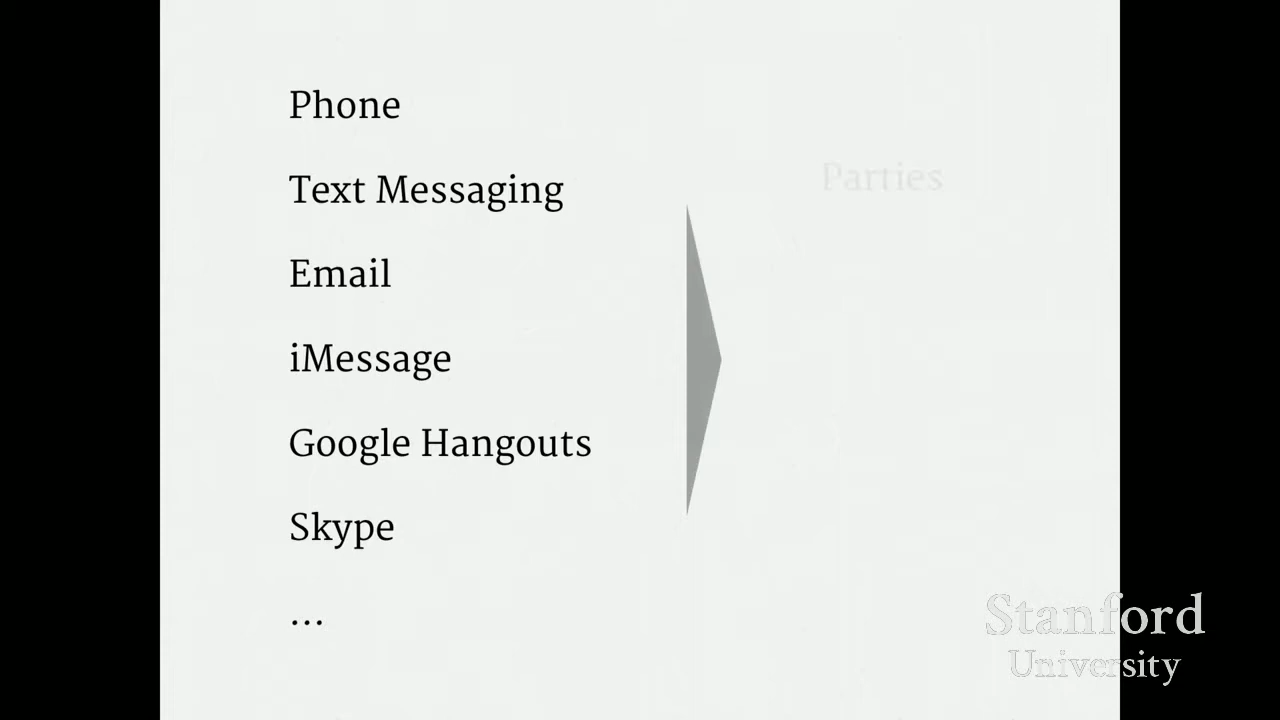 Phone
Text Messaging
Email
iMessage
Google Hangouts
Skype
...
Parties
Stanford
University